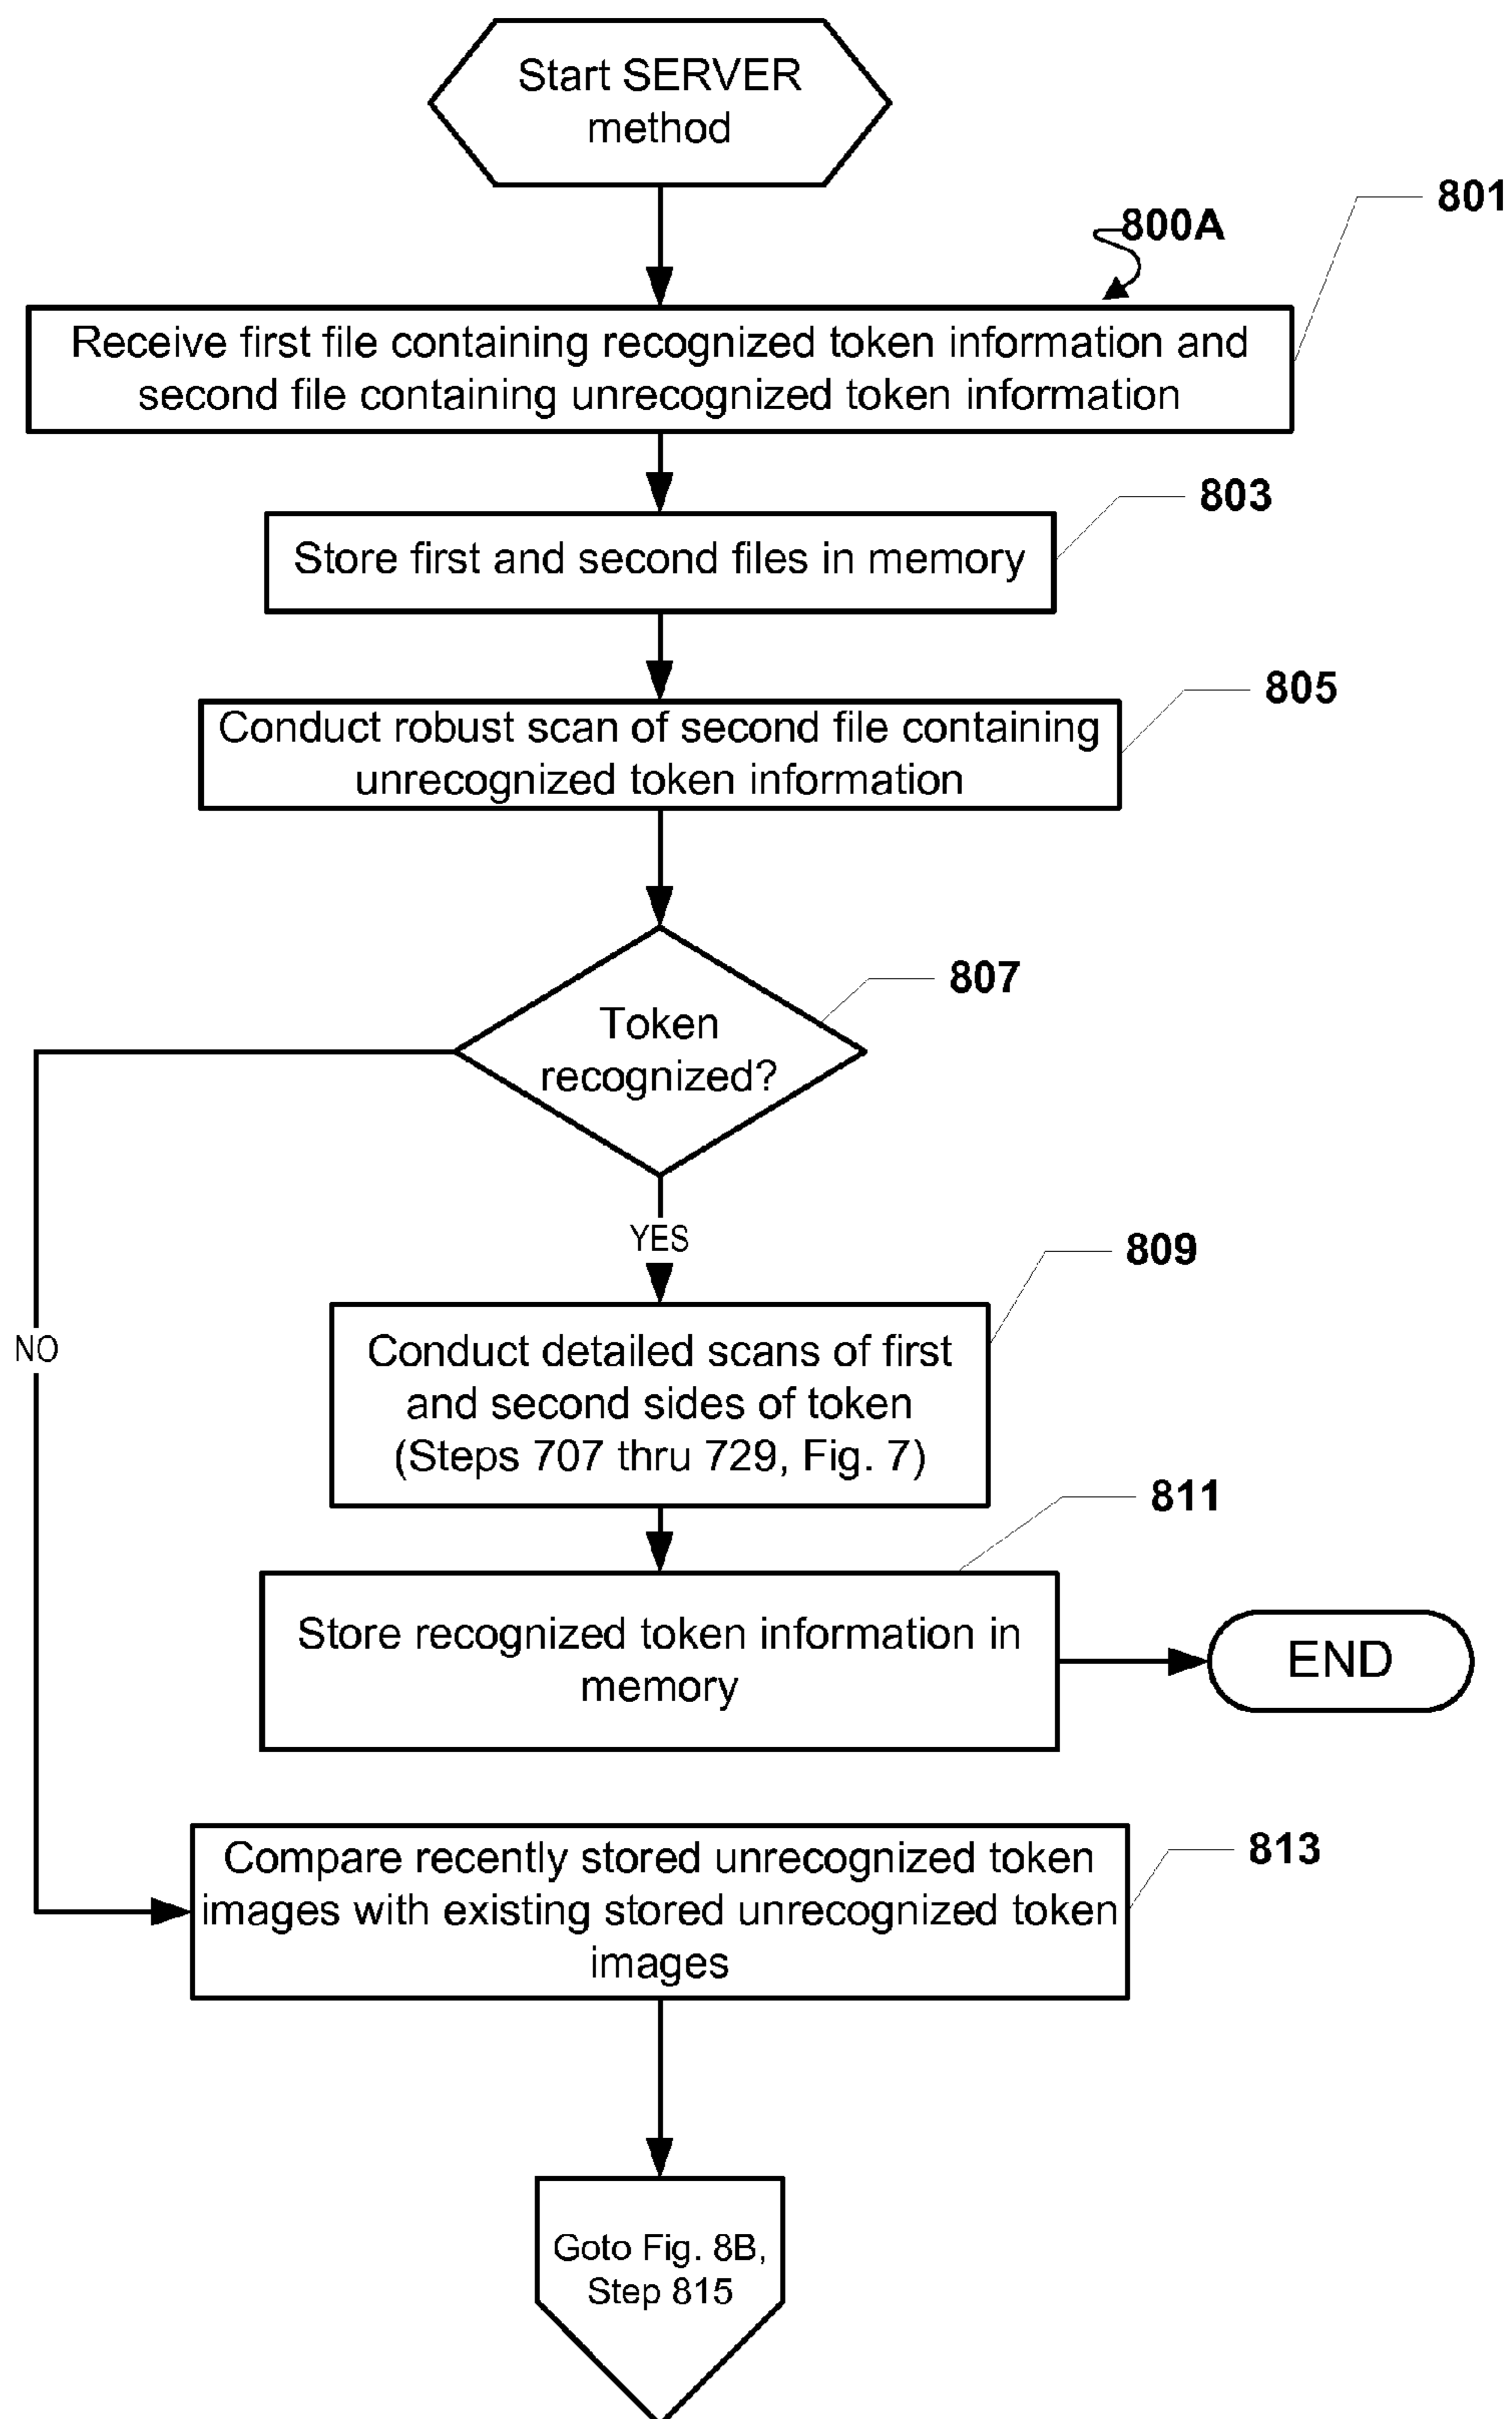 Start SERVER
method
801
800A
Receive first file containing recognized token information and
second file containing unrecognized token information
803
Store first and second files in memory
805
Conduct robust scan of second file containing
unrecognized token information
807
Token
recognized?
YES
809
NO
Conduct detailed scans of first
and second sides of token
(Steps 707 thru 729, Fig. 7)
811
Store recognized token information in
memory
END
813
Compare recently stored unrecognized token
images with existing stored unrecognized token
images
Goto Fig. 8B,
Step 815